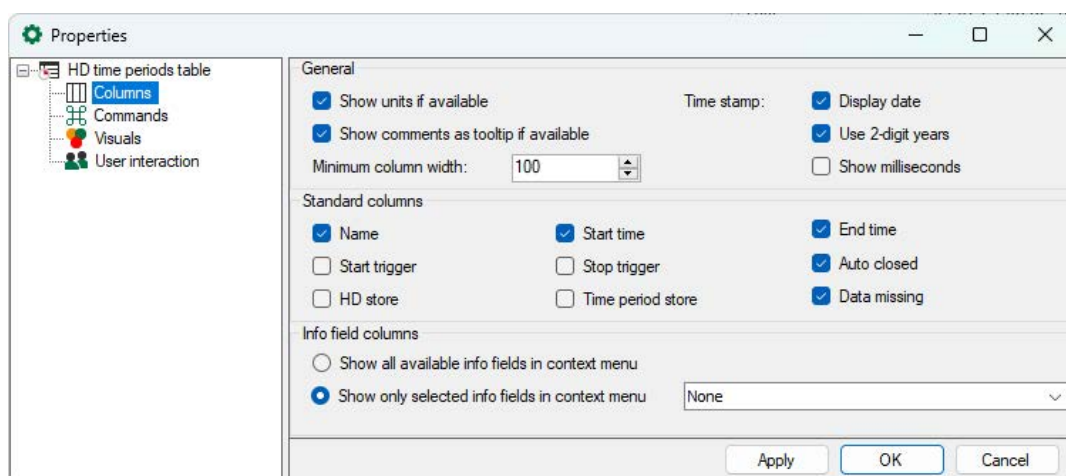 Properties
HD time periods table
Columns
Commands
Visuals
User interaction
General
Show units if available
Time stamp:
Display date
Show comments as tooltip if available
Use 2-digit years
Minimum column width:
100
Show milliseconds
Standard columns
Name
Start time
End time
Start trigger
Stop trigger
Auto closed
HD store
Time period store
Data missing
Info field columns
Show all available info fields in context menu
Show only selected info fields in context menu
None
Apply
OK
Cancel